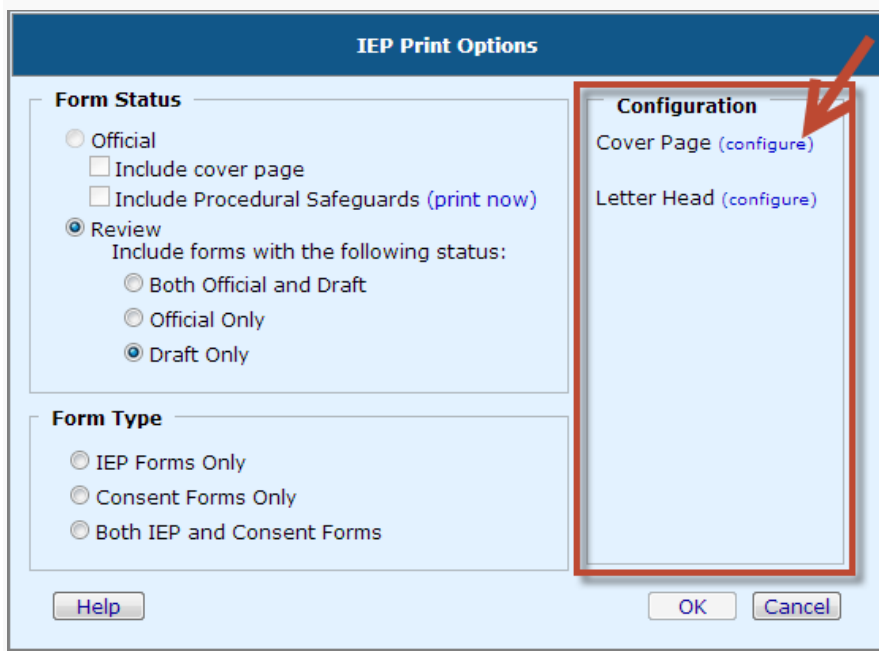 IEP Print Options
Form Status
Official
Include cover page
Include Procedural Safeguards (print now)
Review
Include forms with the following status:
Both Official and Draft
Official Only
Draft Only
Form Type
IEP Forms Only
Consent Forms Only
Both IEP and Consent Forms
Configuration
Cover Page (configure)
Letter Head (configure)
Help
OK
Cancel